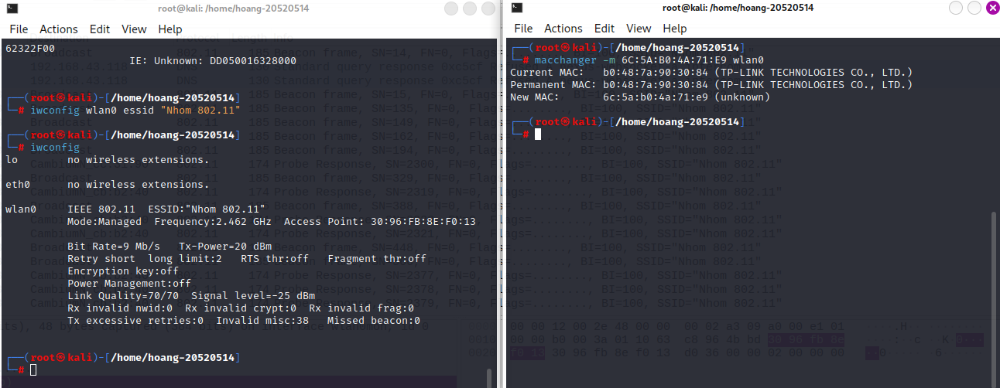 root@kali: /home/hoang-20520514
File Actions Edit View Help
62322F00
IE: Unknown: DD050016328000
┌──(root㉿kali)-[/home/hoang-20520514]
└─# iwconfig wlan0 essid "Nhom 802.11"
┌──(root㉿kali)-[/home/hoang-20520514]
└─# iwconfig
lo no wireless extensions.
eth0 no wireless extensions.
wlan0 IEEE 802.11 ESSID:"Nhom 802.11"
Mode:Managed Frequency:2.462 GHz Access Point: 30:96:FB:8E:F0:13
Bit Rate=9 Mb/s Tx-Power=20 dBm
Retry short long limit:2 RTS thr:off Fragment thr:off
Encryption key:off
Power Management:off
Link Quality=70/70 Signal level=-25 dBm
Rx invalid nwid:0 Rx invalid crypt:0 Rx invalid frag:0
Tx excessive retries:0 Invalid misc:38 Missed beacon:0
┌──(root㉿kali)-[/home/hoang-20520514]
└─#
root@kali: /home/hoang-20520514
File Actions Edit View Help
┌──(root㉿kali)-[/home/hoang-20520514]
└─# macchanger -m 6C:5A:B0:4A:71:E9 wlan0
Current MAC: b0:48:7a:90:30:84 (TP-LINK TECHNOLOGIES CO., LTD.)
Permanent MAC: b0:48:7a:90:30:84 (TP-LINK TECHNOLOGIES CO., LTD.)
New MAC: 6c:5a:b0:4a:71:e9 (unknown)
┌──(root㉿kali)-[/home/hoang-20520514]
└─#